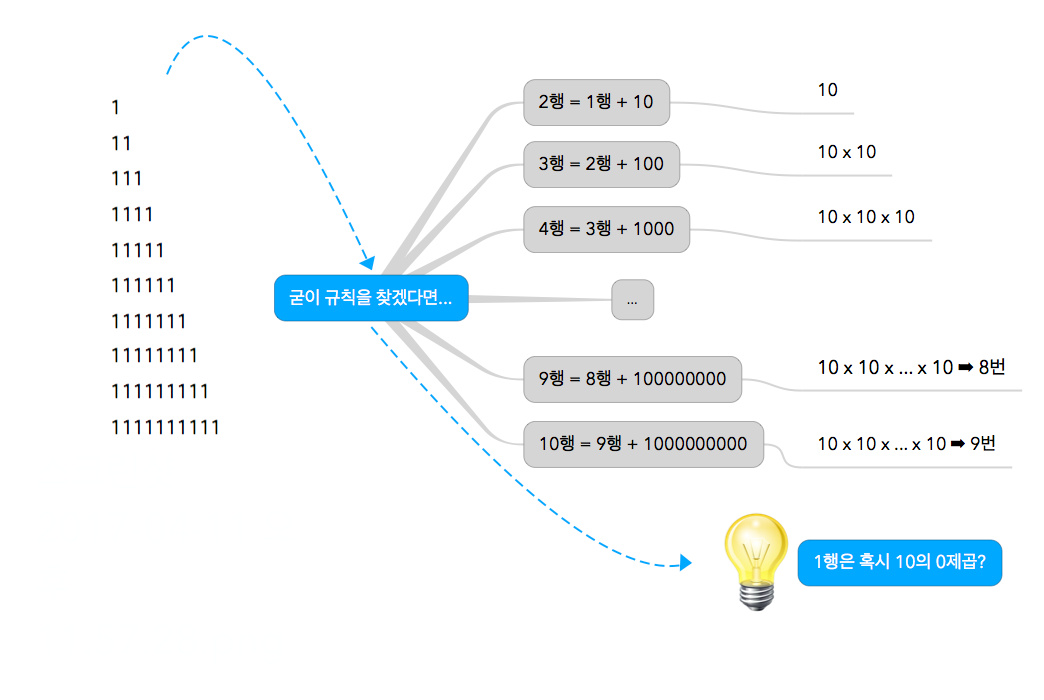 1
11
111
1111
11111
111111
1111111
11111111
111111111
1111111111
굳이 규칙을 찾겠다면...
2행 = 1행 + 10
10
3행 = 2행 + 100
10 x 10
4행 = 3행 + 1000
10 x 10 x 10
...
9행 = 8행 + 100000000
10 x 10 x ... x 10 ➡ 8번
10행 = 9행 + 1000000000
10 x 10 x ... x 10 ➡ 9번
1행은 혹시 10의 0제곱?